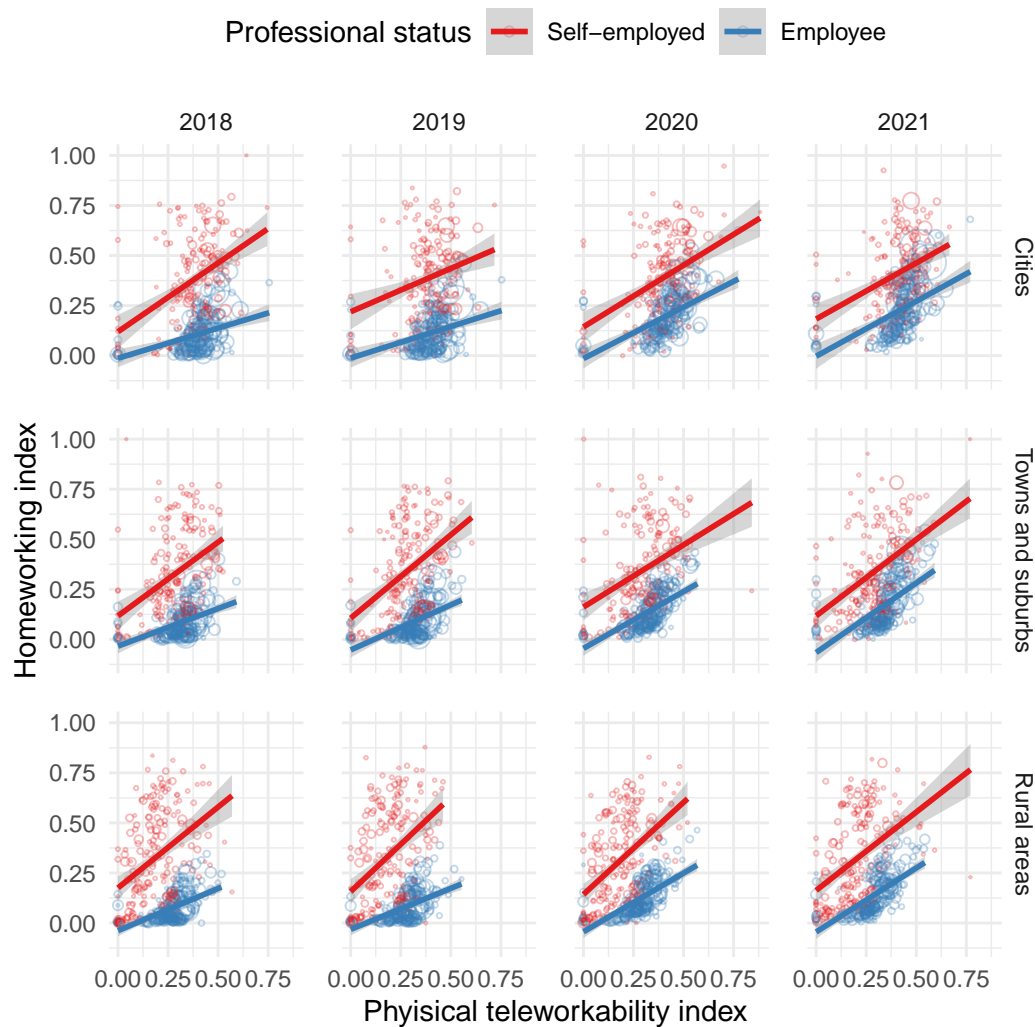 Professional status Self−employed Employee
2018 2019 2020 2021
1.00
0.75
0.50
0.25
0.00
Cities
1.00
0.75
0.50
0.25
0.00
Towns and suburbs
Homeworking index
1.00
0.75
0.50
0.25
0.00
Rural areas
0.00 0.25 0.50 0.75 0.00 0.25 0.50 0.75 0.00 0.25 0.50 0.75 0.00 0.25 0.50 0.75
Phyisical teleworkability index